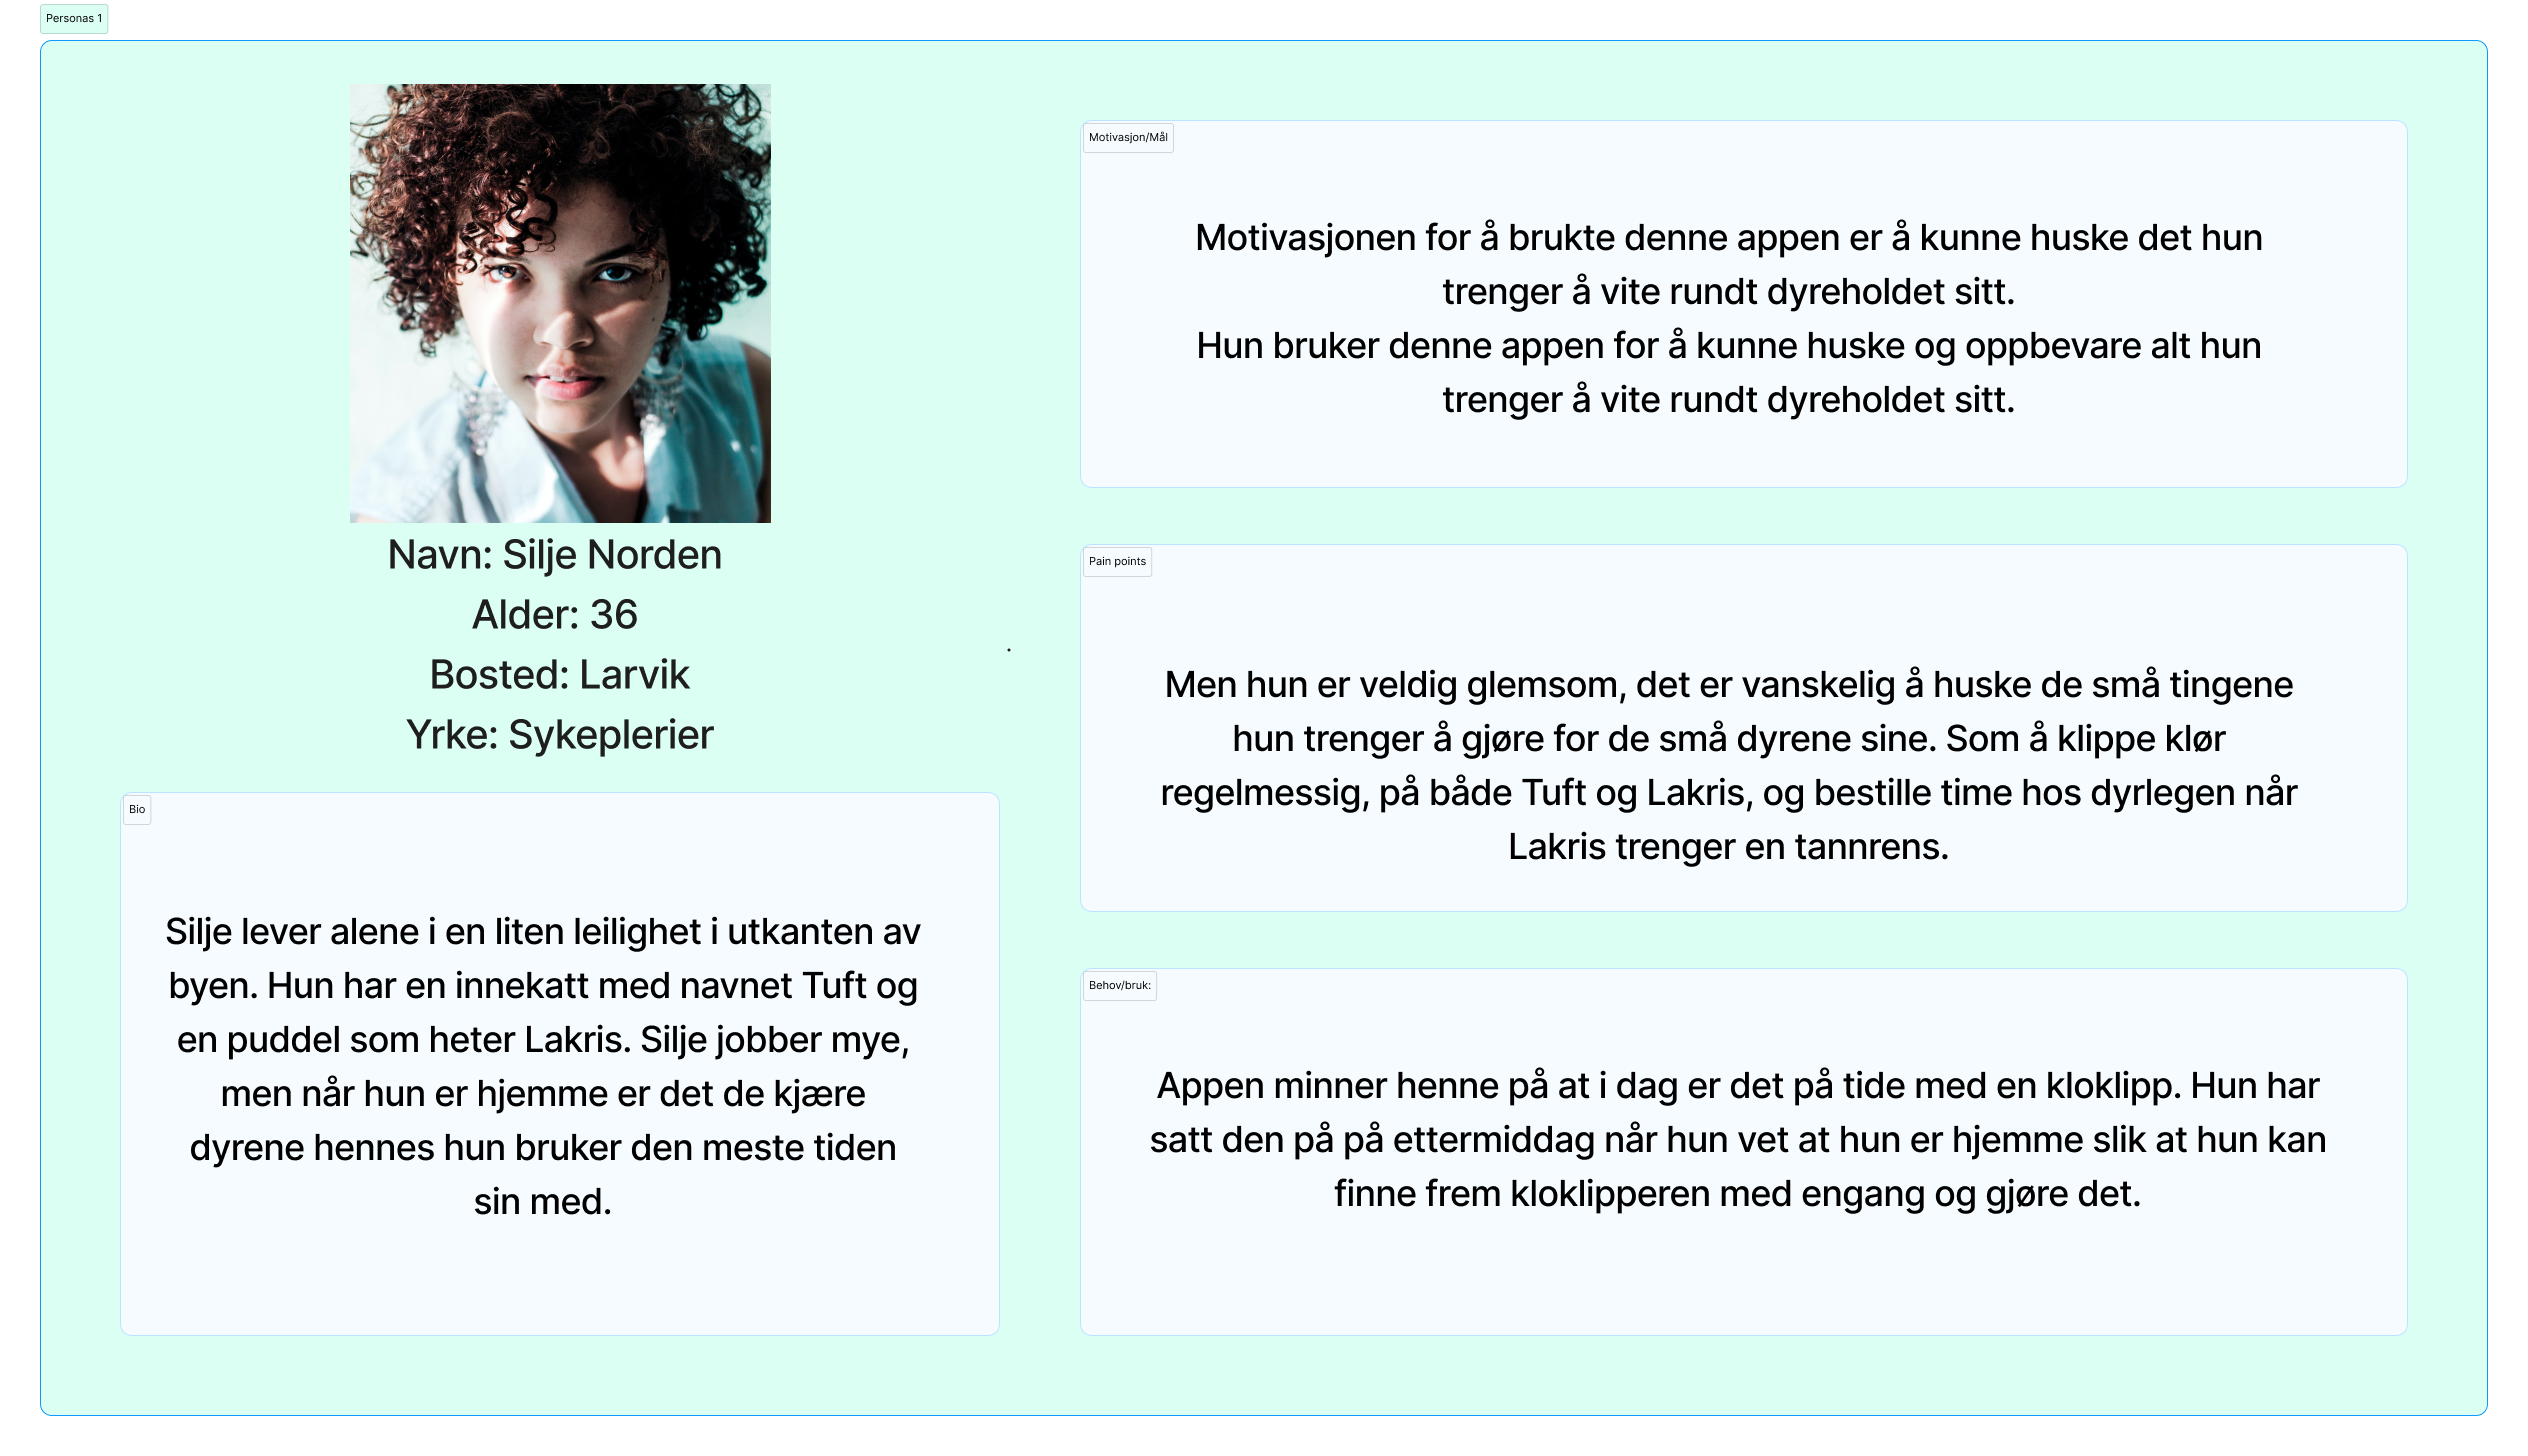 Personas 1
Navn: Silje Norden
Alder: 36
Bosted: Larvik
Yrke: Sykeplerier
Bio
Silje lever alene i en liten leilighet i utkanten av
byen. Hun har en innekatt med navnet Tuft og
en puddel som heter Lakris. Silje jobber mye,
men når hun er hjemme er det de kjære
dyrene hennes hun bruker den meste tiden
sin med.
Motivasjon/Mål
Motivasjonen for å brukte denne appen er å kunne huske det hun
trenger å vite rundt dyreholdet sitt.
Hun bruker denne appen for å kunne huske og oppbevare alt hun
trenger å vite rundt dyreholdet sitt.
Pain points
Men hun er veldig glemsom, det er vanskelig å huske de små tingene
hun trenger å gjøre for de små dyrene sine. Som å klippe klør
regelmessig, på både Tuft og Lakris, og bestille time hos dyrlegen når
Lakris trenger en tannrens.
Behov/bruk:
Appen minner henne på at i dag er det på tide med en kloklipp. Hun har
satt den på på ettermiddag når hun vet at hun er hjemme slik at hun kan
finne frem kloklipperen med engang og gjøre det.